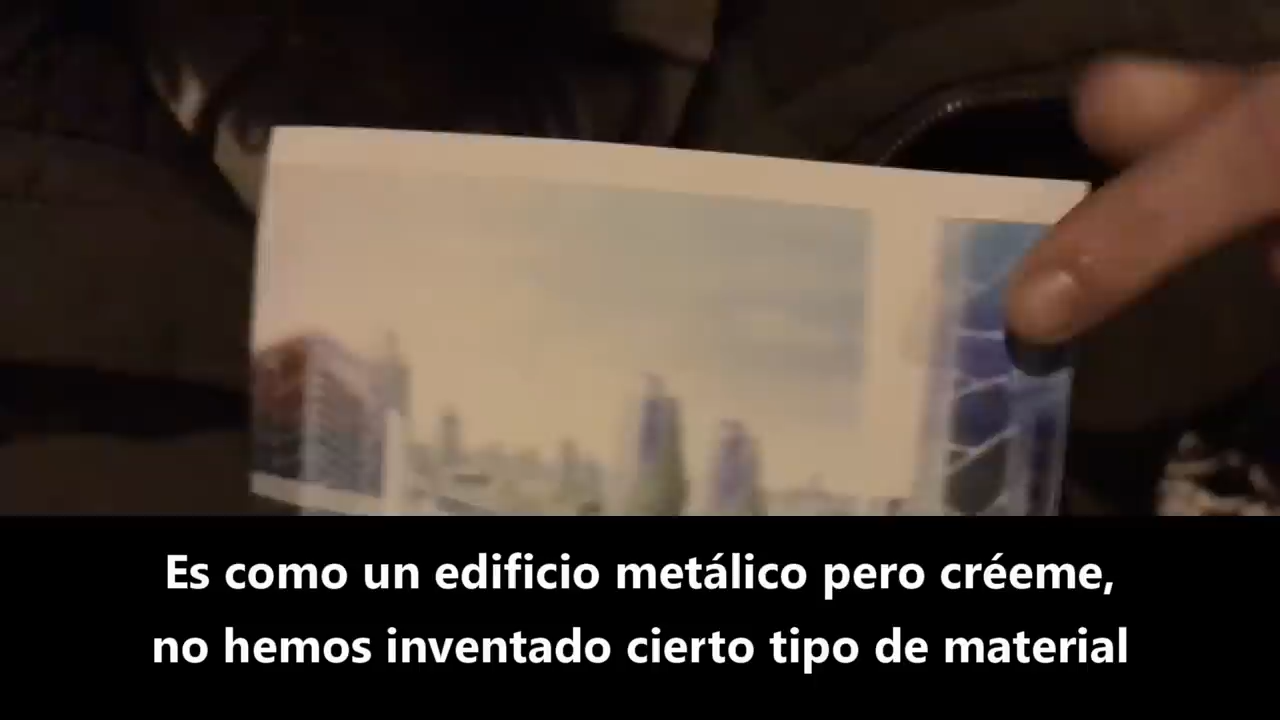 Es como un edificio metálico pero créeme,
no hemos inventado cierto tipo de material